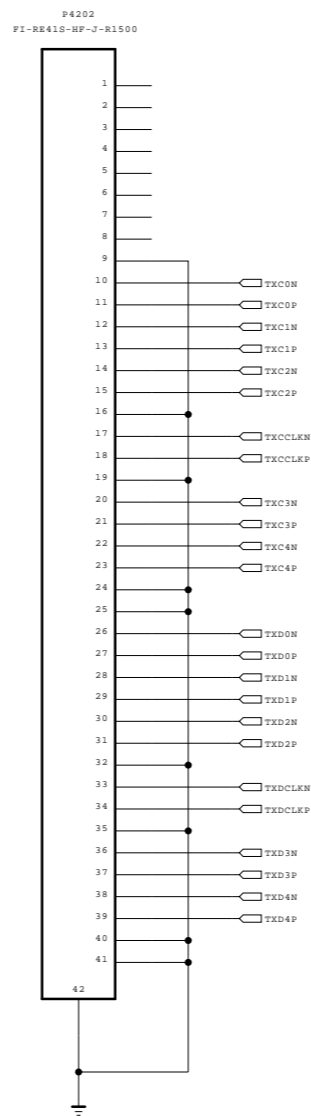 P4202
FI-RE41S-HF-J-R1500
1
2
3
4
5
6
7
8
9
10 TXC0N
11 TXC0P
12 TXC1N
13 TXC1P
14 TXC2N
15 TXC2P
16
17 TXCCLKN
18 TXCCLKP
19
20 TXC3N
21 TXC3P
22 TXC4N
23 TXC4P
24
25
26 TXD0N
27 TXD0P
28 TXD1N
29 TXD1P
30 TXD2N
31 TXD2P
32
33 TXDCLKN
34 TXDCLKP
35
36 TXD3N
37 TXD3P
38 TXD4N
39 TXD4P
40
41
42